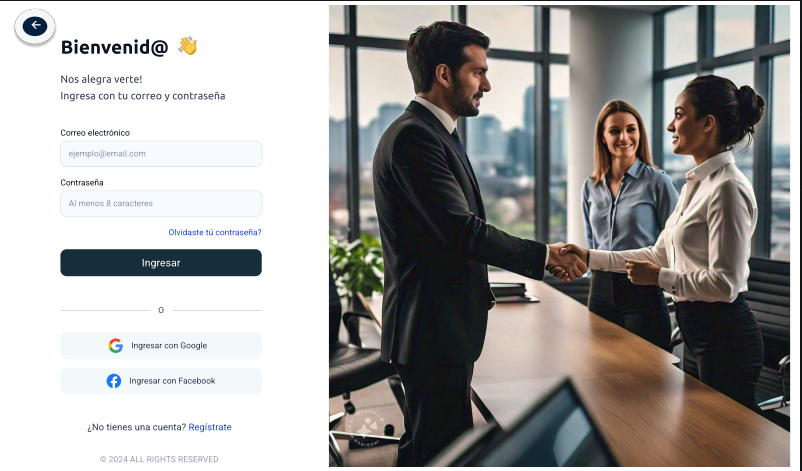 Bienvenid@ 👋
Nos alegra verte!
Ingresa con tu correo y contraseña
Correo electrónico
ejemplo@email.com
Contraseña
Al menos 8 caracteres
Olvidaste tú contraseña?
Ingresar
O
Ingresar con Google
Ingresar con Facebook
¿No tienes una cuenta? Regístrate
© 2024 ALL RIGHTS RESERVED